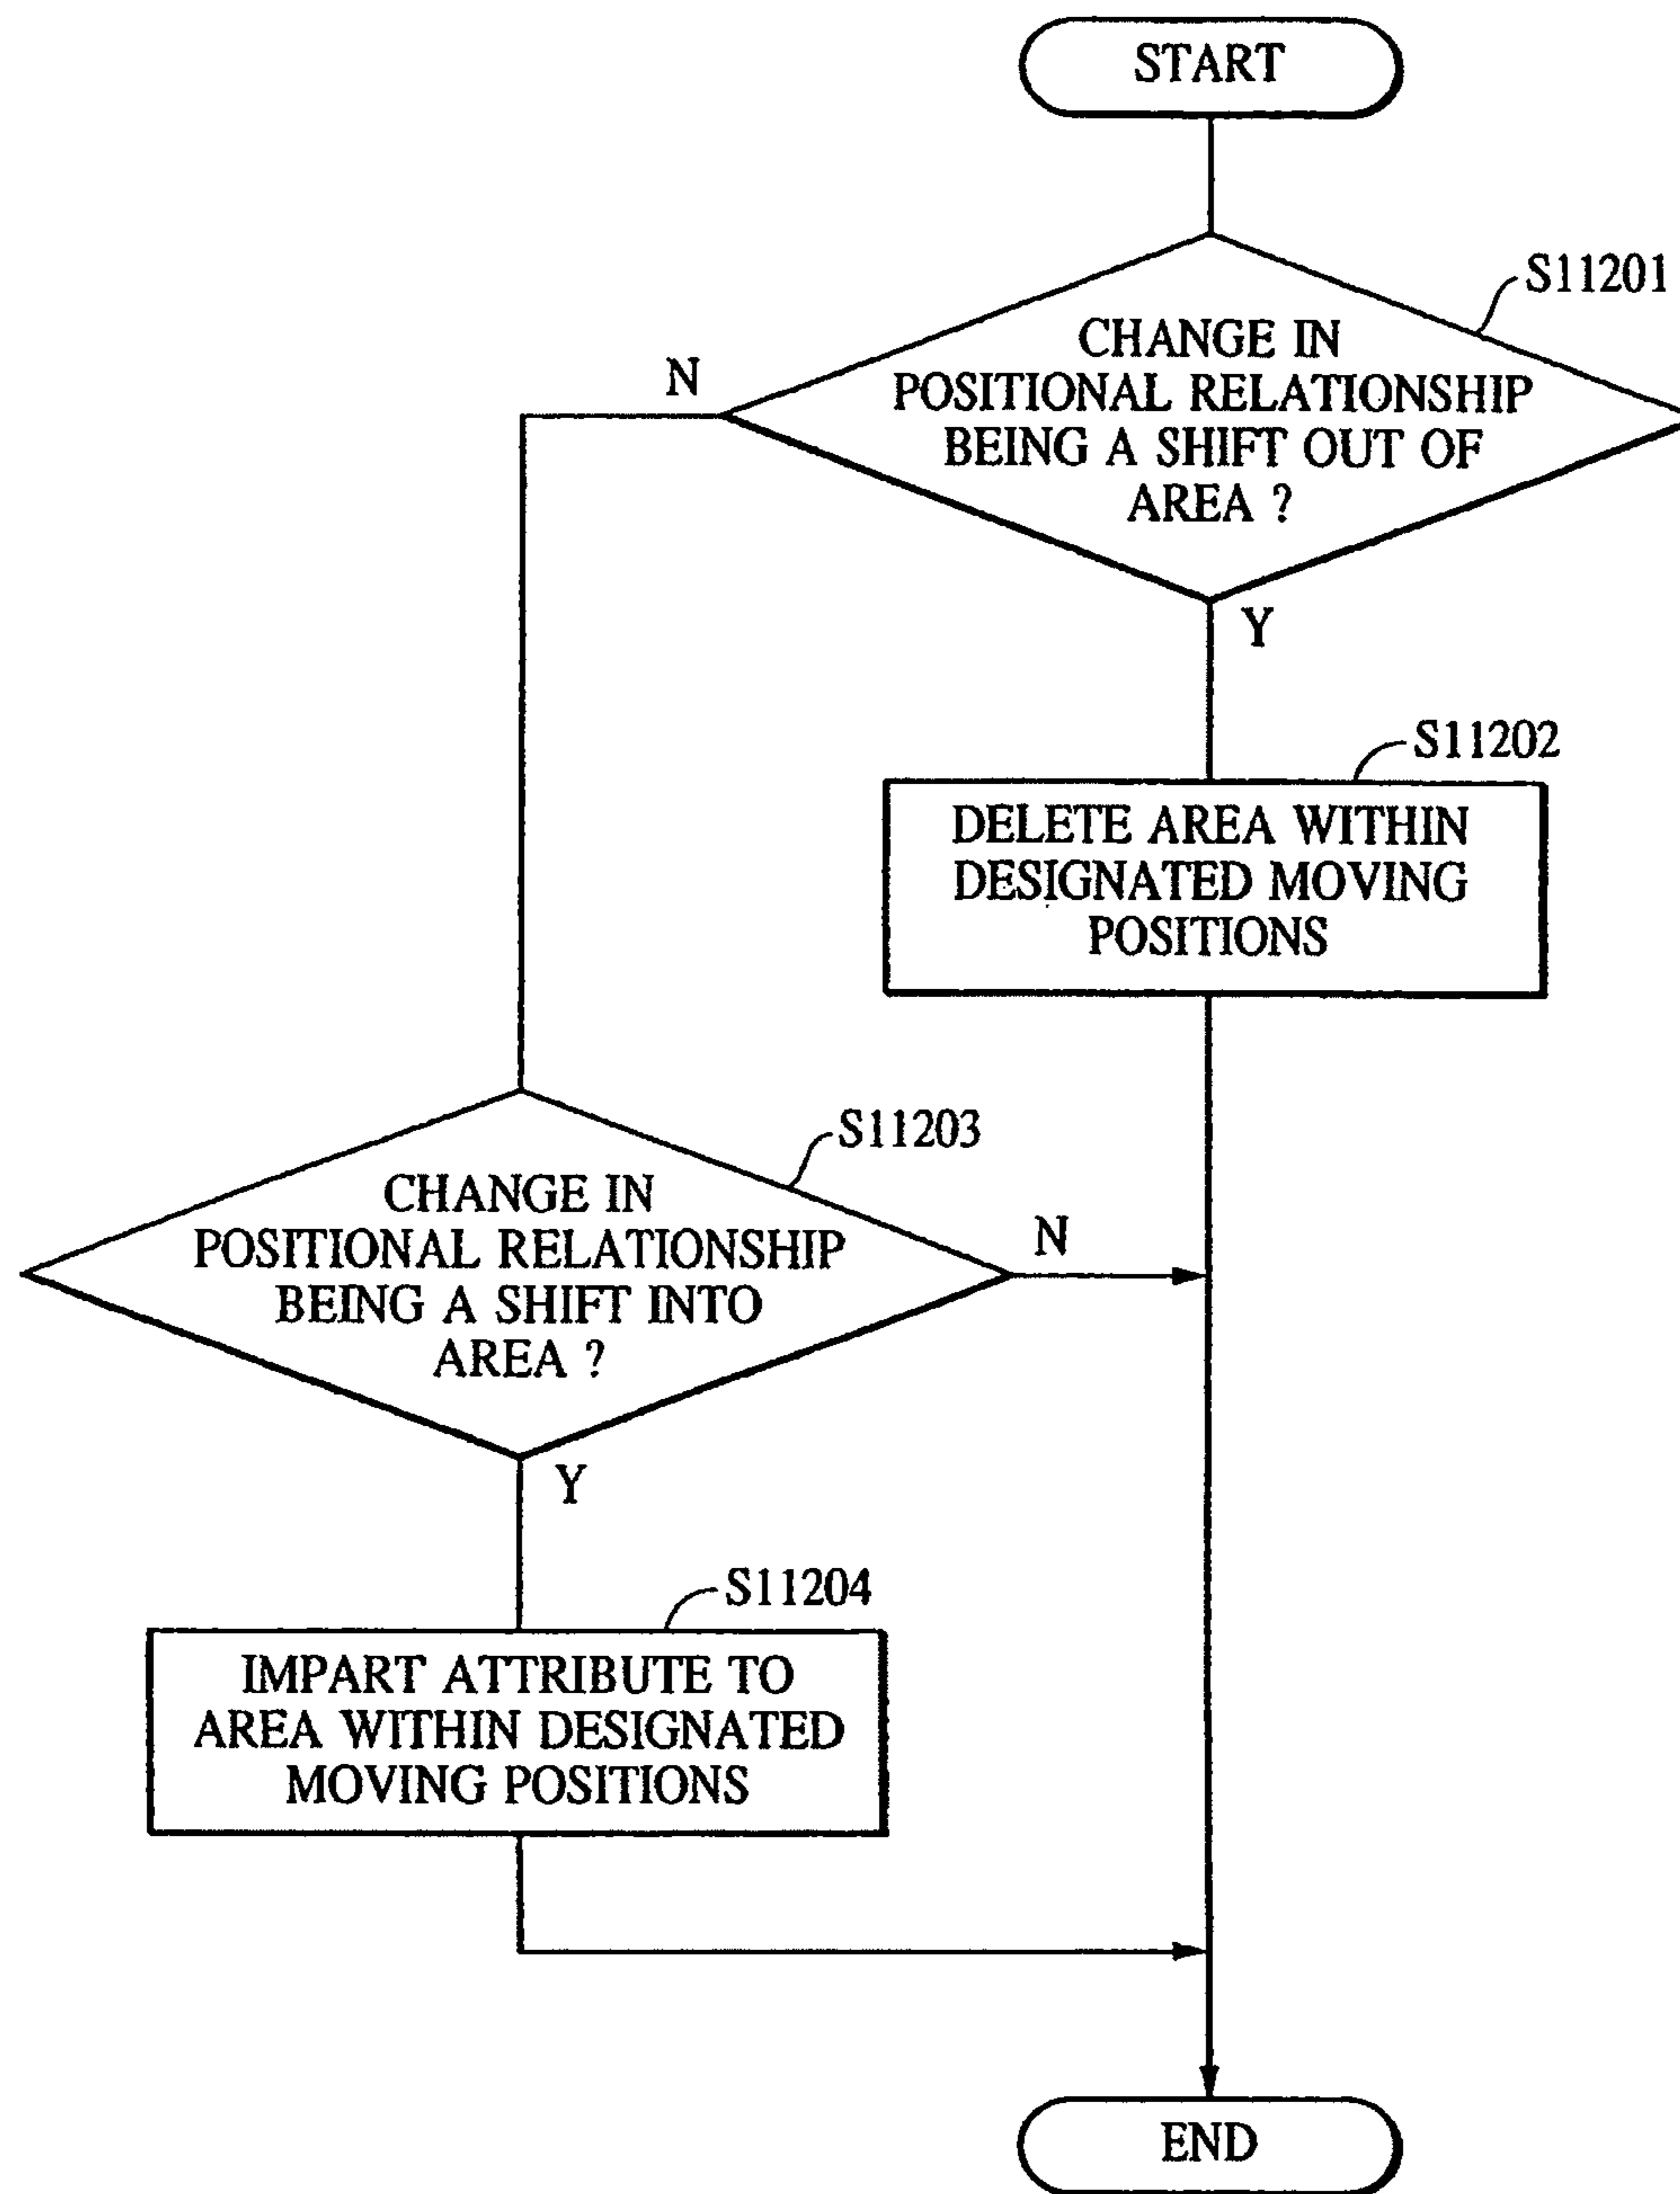 START
S11201
CHANGE IN
POSITIONAL RELATIONSHIP
BEING A SHIFT OUT OF
AREA ?
N
Y
S11202
DELETE AREA WITHIN
DESIGNATED MOVING
POSITIONS
S11203
CHANGE IN
POSITIONAL RELATIONSHIP
BEING A SHIFT INTO
AREA ?
N
Y
S11204
IMPART ATTRIBUTE TO
AREA WITHIN DESIGNATED
MOVING POSITIONS
END